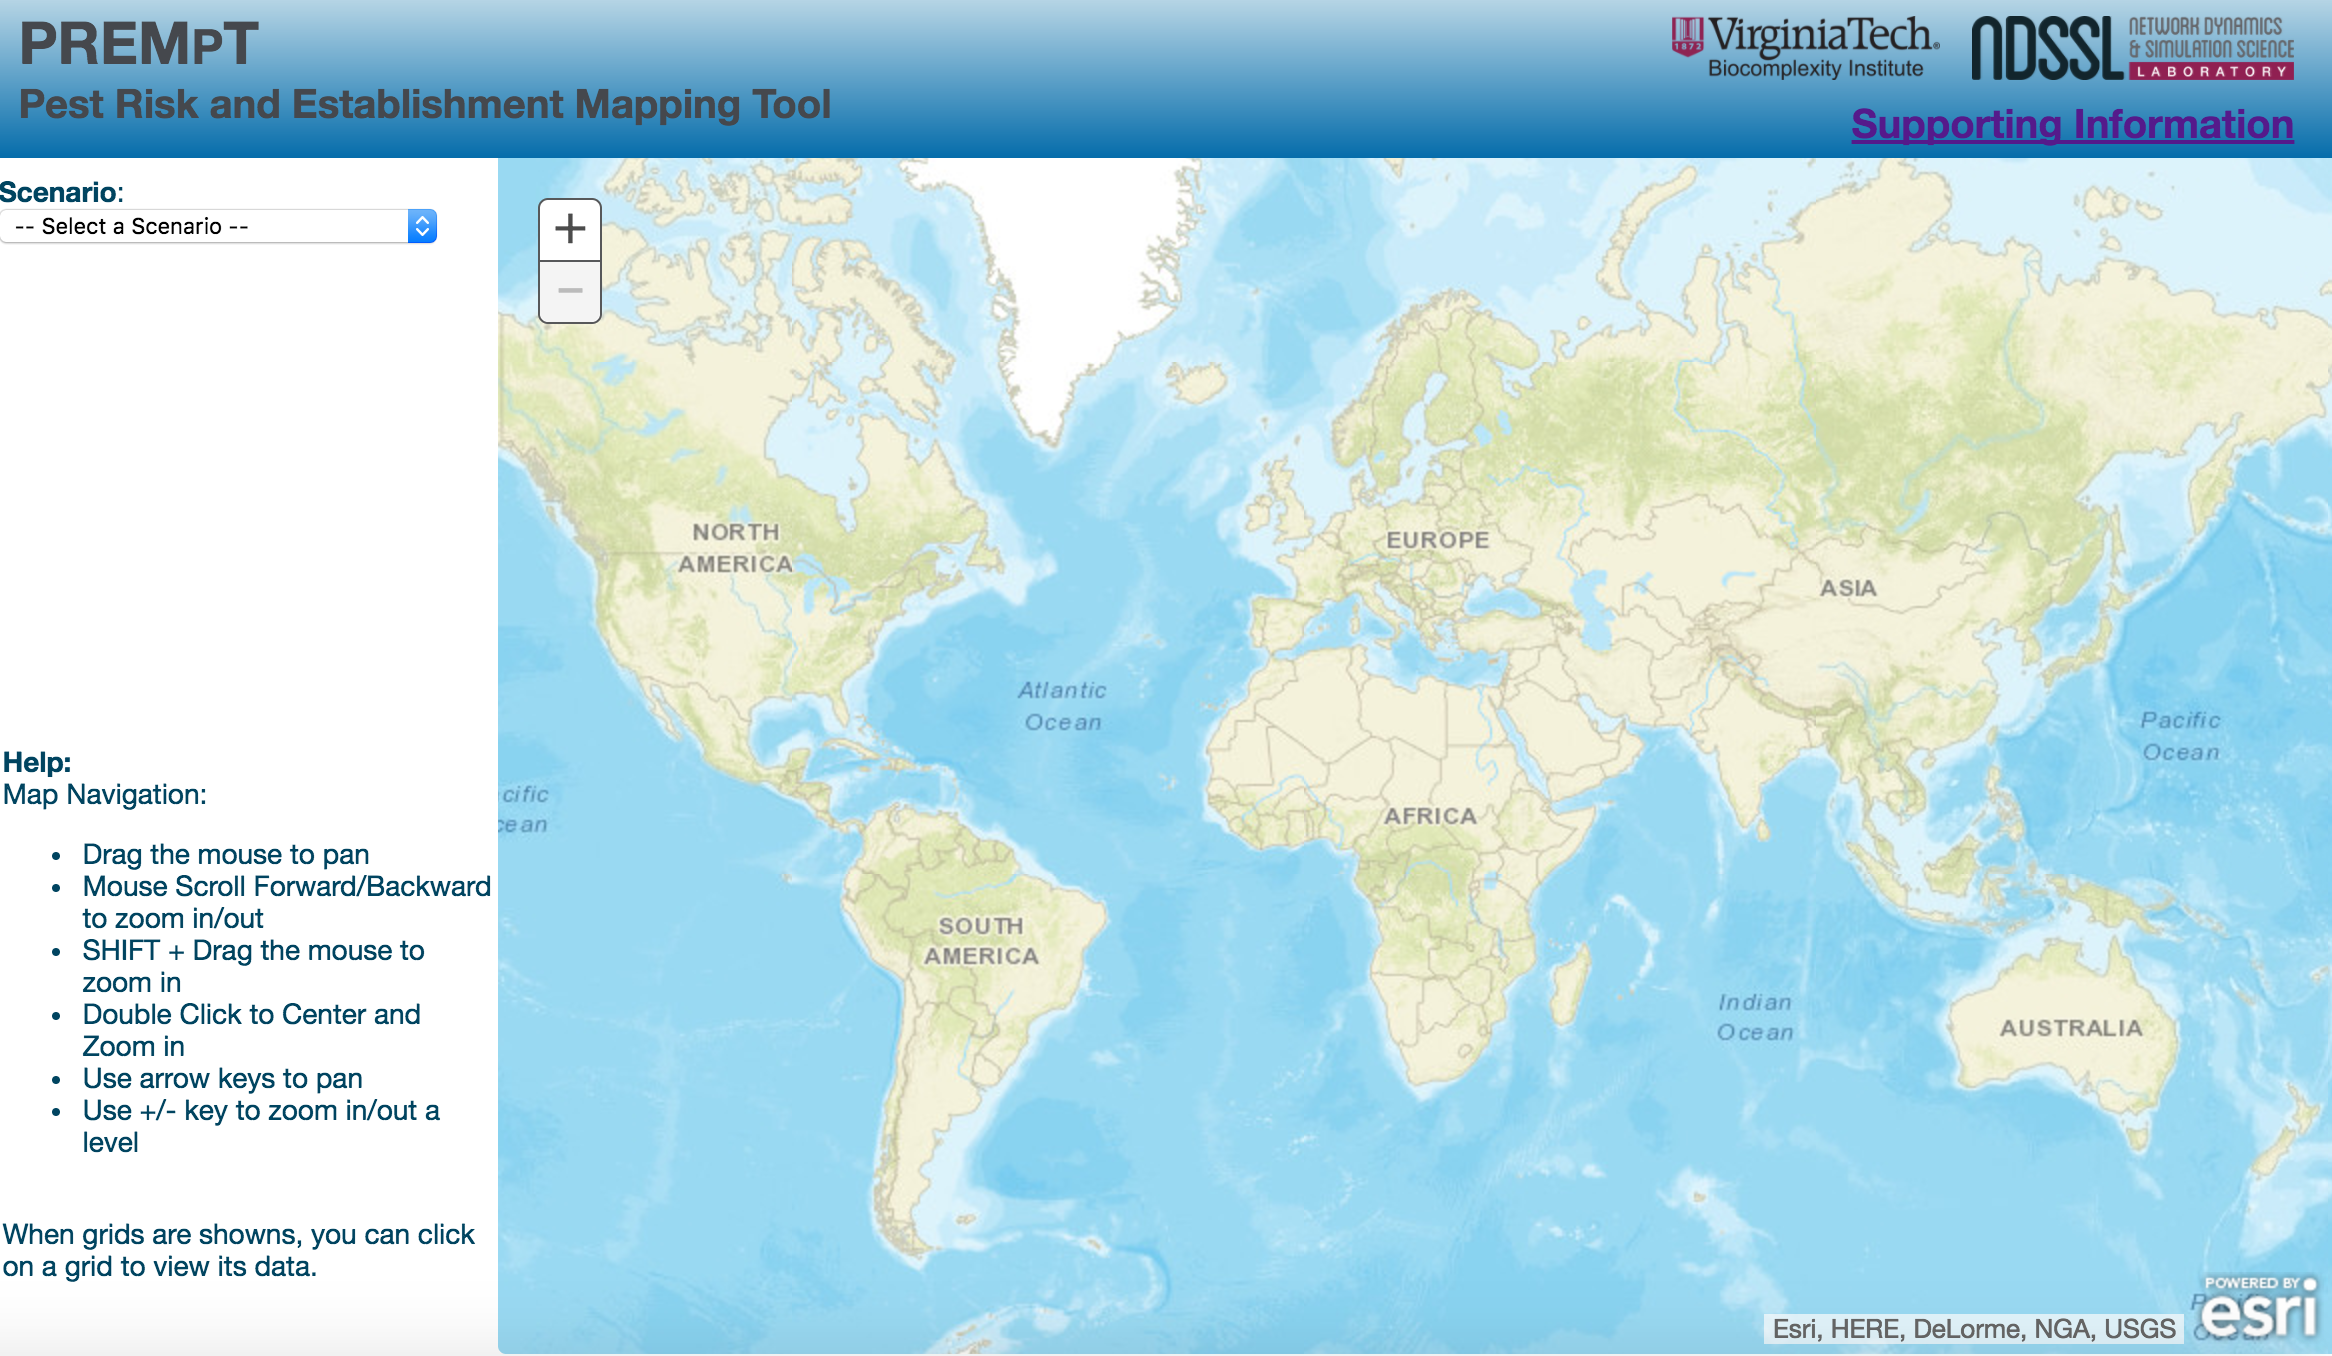 PREMPT
Pest Risk and Establishment Mapping Tool
VirginiaTech®
1872
Biocomplexity Institute
NDSSL
NETWORK DYNAMICS
& SIMULATION SCIENCE
LABORATORY
Supporting Information
Scenario:
-- Select a Scenario --
+
−
Help:
Map Navigation:
• Drag the mouse to pan
• Mouse Scroll Forward/Backward
to zoom in/out
• SHIFT + Drag the mouse to
zoom in
• Double Click to Center and
Zoom in
• Use arrow keys to pan
• Use +/- key to zoom in/out a
level
When grids are showns, you can click
on a grid to view its data.
NORTH
AMERICA
EUROPE
ASIA
Atlantic
Ocean
Pacific
Ocean
cific
cean
AFRICA
SOUTH
AMERICA
Indian
Ocean
AUSTRALIA
POWERED BY
esri
Esri, HERE, DeLorme, NGA, USGS